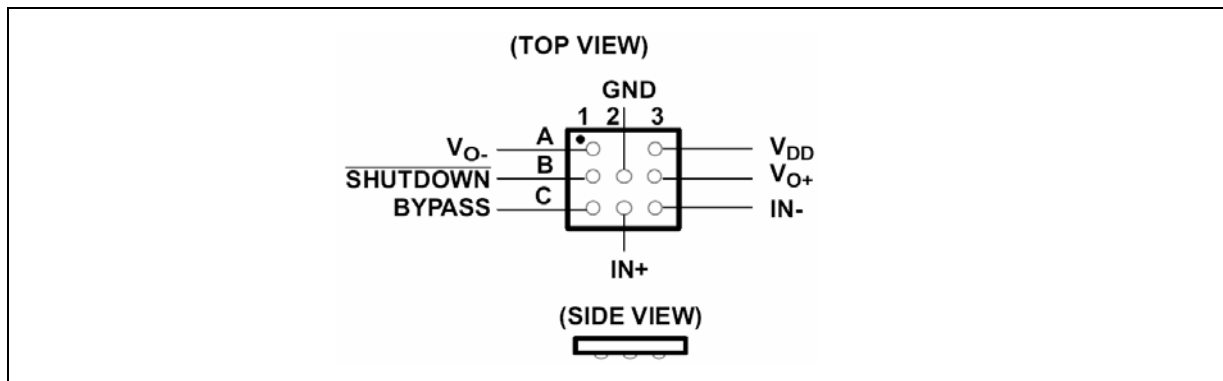 (TOP VIEW)
GND
1 2 3
A
B
C
VO-
SHUTDOWN
BYPASS
VDD
VO+
IN-
IN+
(SIDE VIEW)